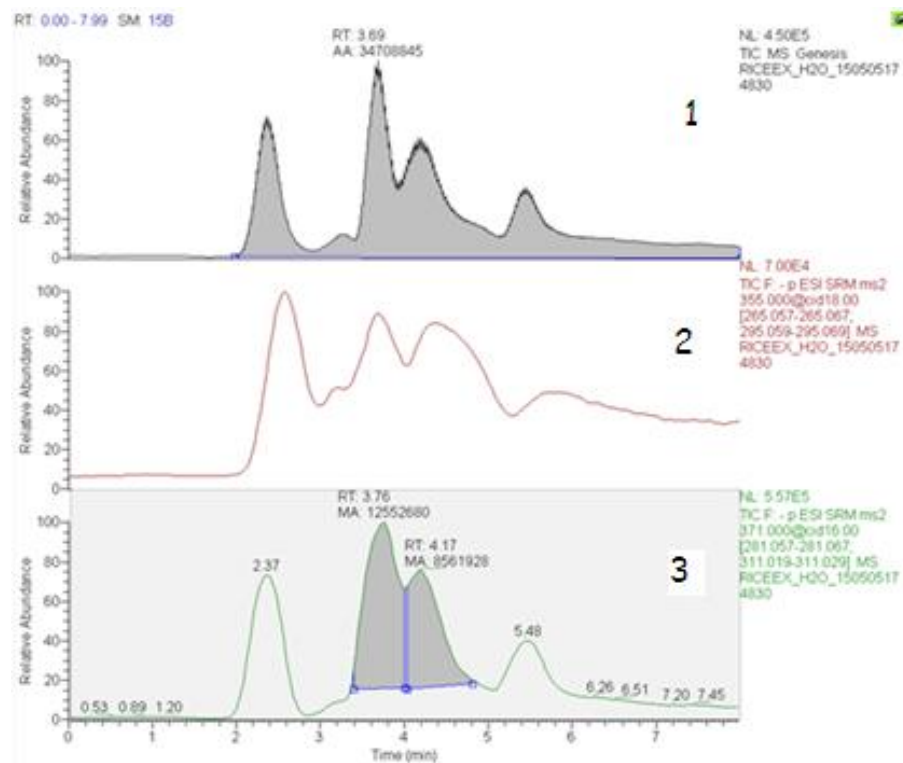 RT: 0.00 - 7.99 SM: 15B
RT: 3.69
AA: 34708845
NL: 4.50E5
TIC MS Genesis
RICEEX_H2O_15050517
4830
1
100
80
60
40
20
0
Relative Abundance
NL: 7.00E4
TIC F: - p ESI SRM ms2
355.000@cid18.00
[265.057-265.067,
295.059-295.069] MS
RICEEX_H2O_15050517
4830
2
100
80
60
40
20
0
Relative Abundance
RT: 3.76
MA: 12552680
RT: 4.17
MA: 8561928
NL: 5.57E5
TIC F: - p ESI SRM ms2
371.000@cid16.00
[281.057-281.067,
311.019-311.029] MS
RICEEX_H2O_15050517
4830
3
100
80
60
40
20
0
Relative Abundance
2.37
5.48
0.53 0.89 1.20
6.26 6.51 7.20 7.45
0 1 2 3 4 5 6 7
Time (min)